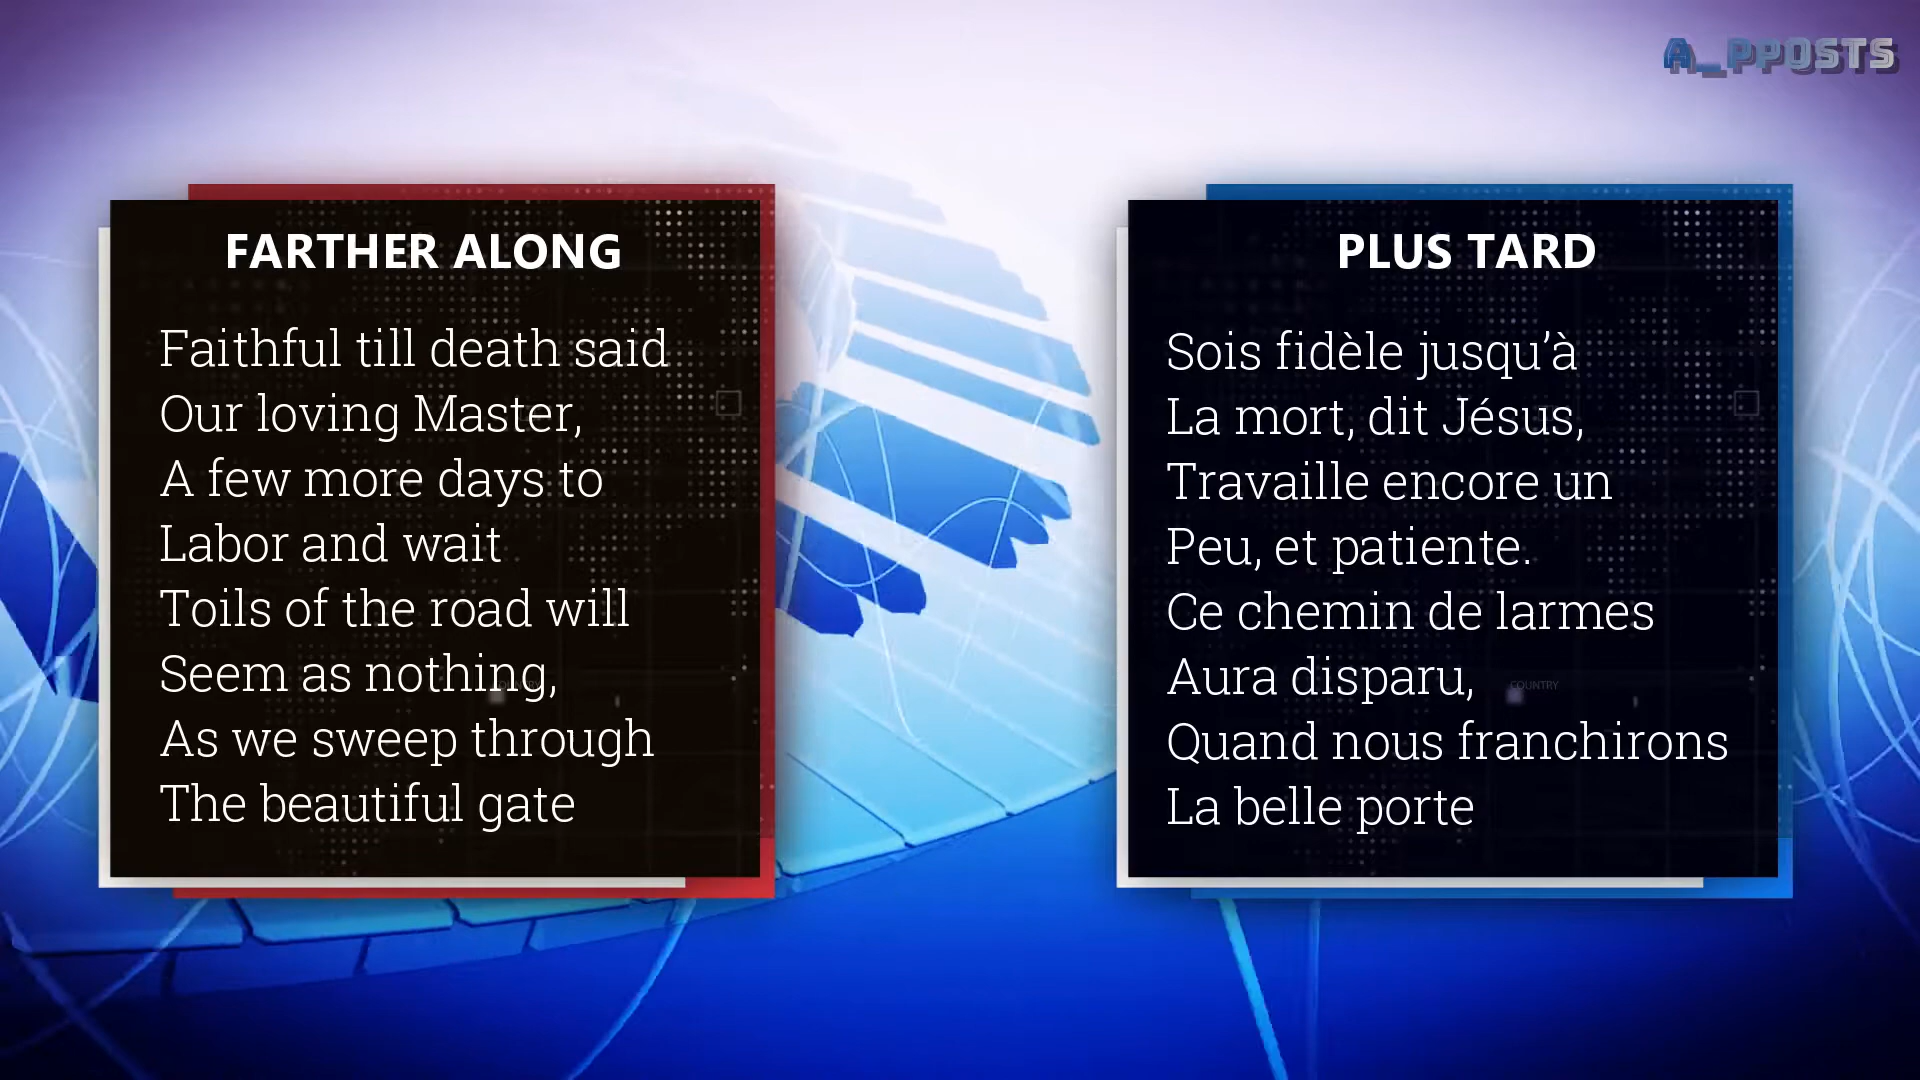 A_PPOSTS
FARTHER ALONG
Faithful till death said
Our loving Master,
A few more days to
Labor and wait
Toils of the road will
Seem as nothing,
As we sweep through
The beautiful gate
PLUS TARD
Sois fidèle jusqu’à
La mort, dit Jésus,
Travaille encore un
Peu, et patiente.
Ce chemin de larmes
Aura disparu,
Quand nous franchirons
La belle porte
COUNTRY